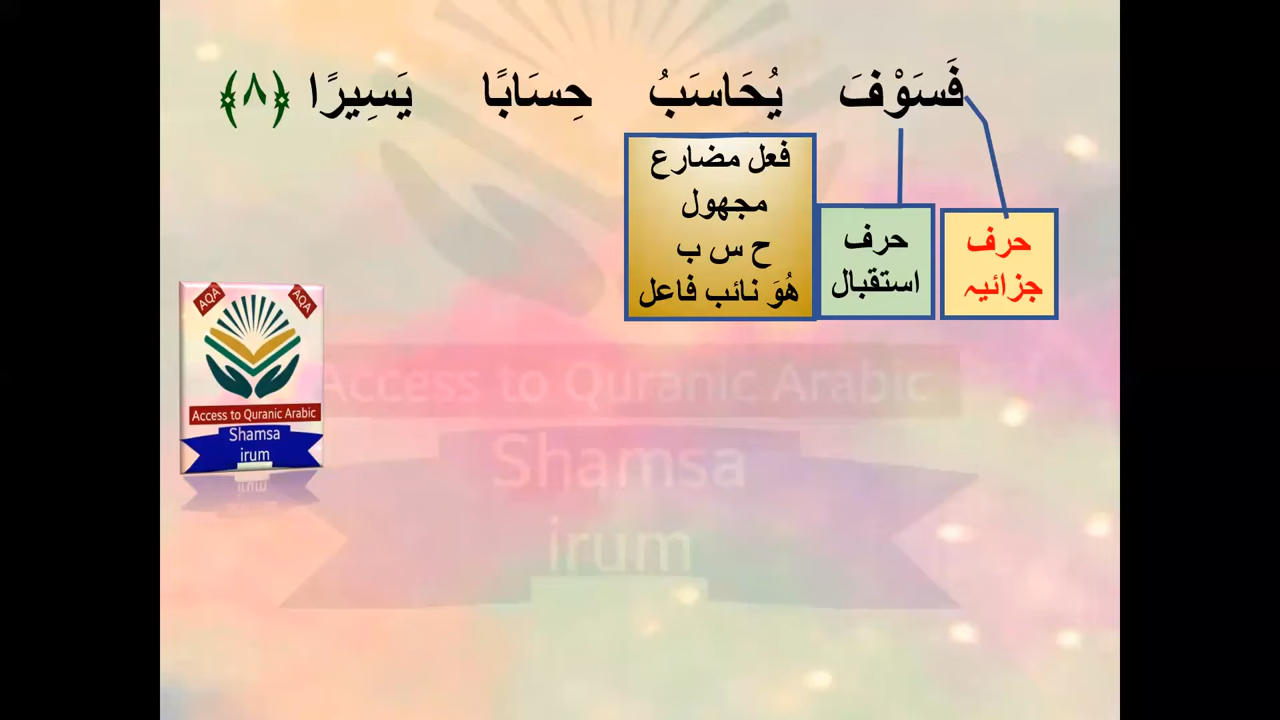 فَسَوْفَ يُحَاسَبُ حِسَابًا يَسِيرًا ﴿٨﴾
حرف
جزائیہ
حرف
استقبال
فعل مضارع
مجهول
ح س ب
هُوَ نائب فاعل
AQA AQA
Access to Quranic Arabic
Shamsa
irum
Access to Quranic Arabic
Shamsa
irum